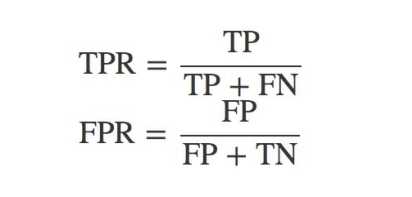 TPR = TP / TP + FN
FPR = FP / FP + TN